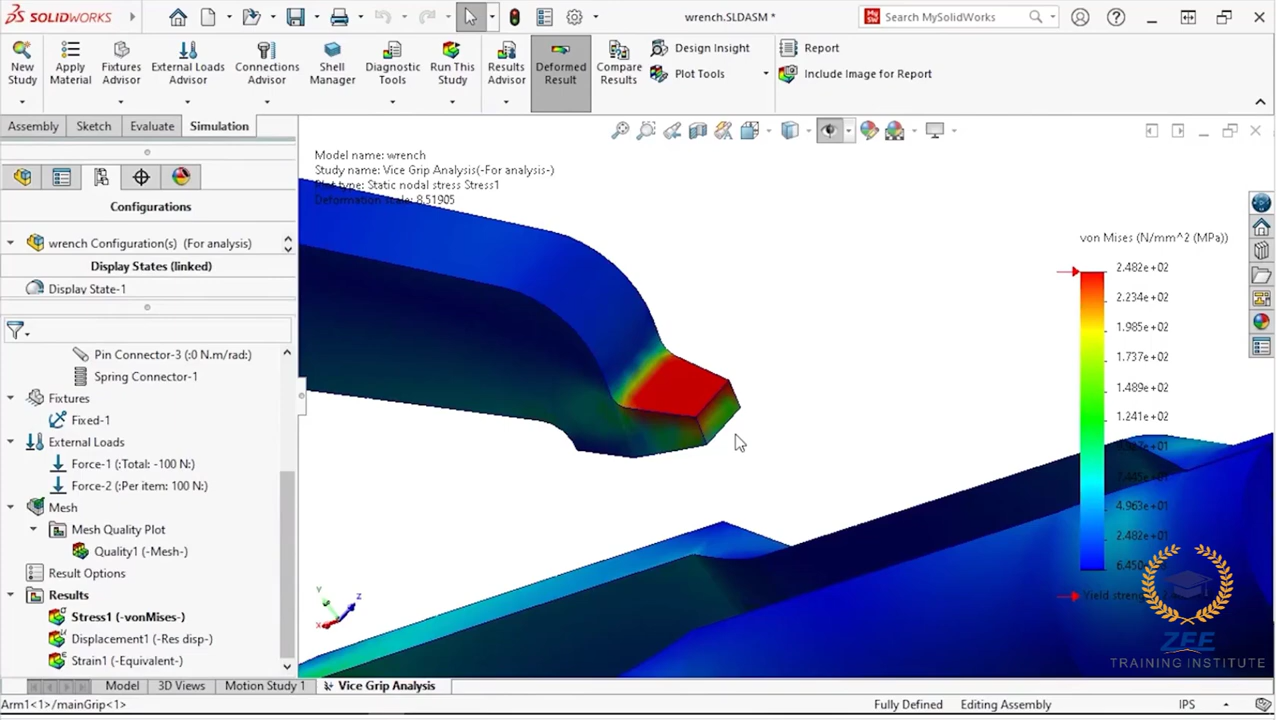 SOLIDWORKS
wrench.SLDASM *
Search MySolidWorks
New Study
Apply Material
Fixtures Advisor
External Loads Advisor
Connections Advisor
Shell Manager
Diagnostic Tools
Run This Study
Results Advisor
Deformed Result
Compare Results
Design Insight
Plot Tools
Report
Include Image for Report
Assembly
Sketch
Evaluate
Simulation
Configurations
wrench Configuration(s) (For analysis)
Display States (linked)
Display State-1
Pin Connector-3 (:0 N.m/rad:)
Spring Connector-1
Fixtures
Fixed-1
External Loads
Force-1 (:Total: -100 N:)
Force-2 (:Per item: 100 N:)
Mesh
Mesh Quality Plot
Quality1 (-Mesh-)
Result Options
Results
Stress1 (-vonMises-)
Displacement1 (-Res disp-)
Strain1 (-Equivalent-)
Model name: wrench
Study name: Vice Grip Analysis(-For analysis-)
Plot type: Static nodal stress Stress1
Deformation scale: 8.51905
von Mises (N/mm^2 (MPa))
2.482e+02
2.234e+02
1.985e+02
1.737e+02
1.489e+02
1.241e+02
7.445e+01
4.963e+01
2.482e+01
Y
Z
X
ZFE
TRAINING INSTITUTE
Model
3D Views
Motion Study 1
Vice Grip Analysis
Arm1<1>/mainGrip<1>
Fully Defined
Editing Assembly
IPS